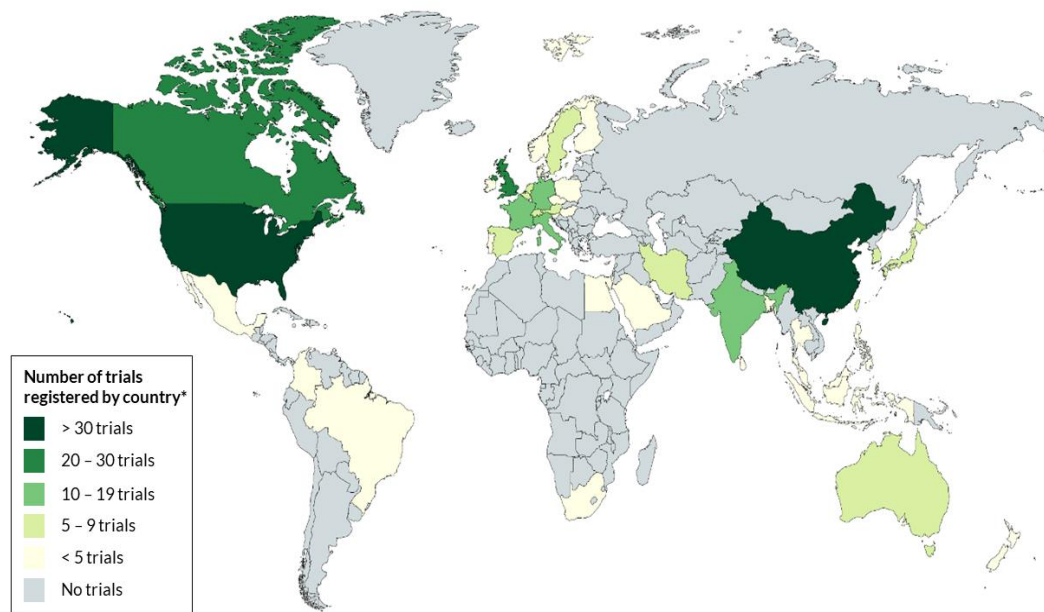 Number of trials
registered by country*
> 30 trials
20 – 30 trials
10 – 19 trials
5 – 9 trials
< 5 trials
No trials